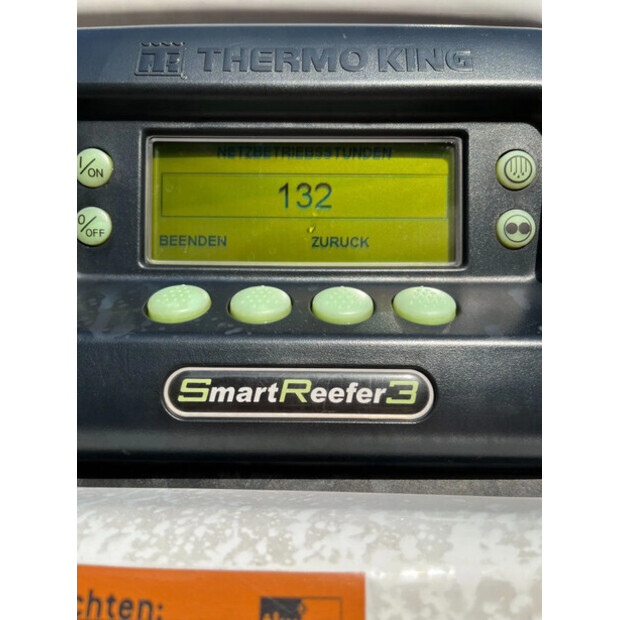 THERMO KING
NETZBETRIEBSSTUNDEN
I/ON
132
O/OFF
BEENDEN ZURUCK
SmartReefer3
chten: